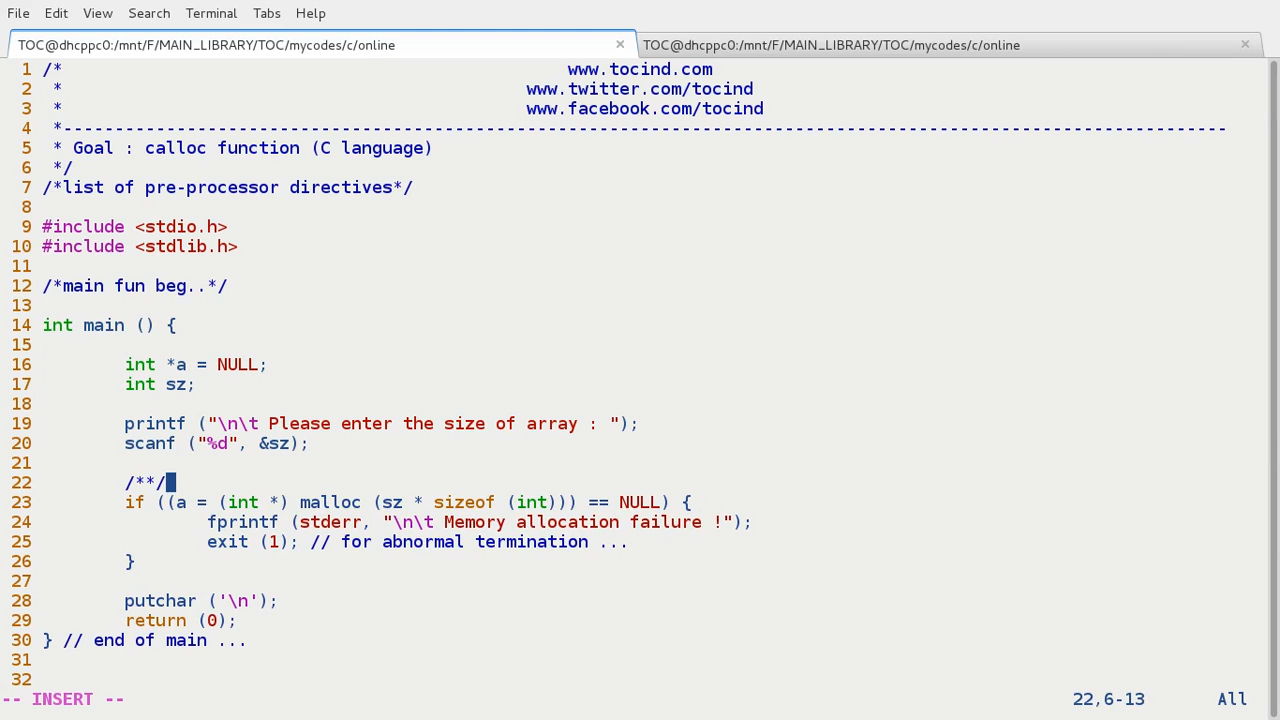 File Edit View Search Terminal Tabs Help
TOC@dhcppc0:/mnt/F/MAIN_LIBRARY/TOC/mycodes/c/online × TOC@dhcppc0:/mnt/F/MAIN_LIBRARY/TOC/mycodes/c/online ×
1 /* www.tocind.com
2 * www.twitter.com/tocind
3 * www.facebook.com/tocind
4 *-----------------------------------------------------------------------------------------------------------------
5 * Goal : calloc function (C language)
6 */
7 /*list of pre-processor directives*/
8
9 #include <stdio.h>
10 #include <stdlib.h>
11
12 /*main fun beg..*/
13
14 int main () {
15
16 int *a = NULL;
17 int sz;
18
19 printf ("\n\t Please enter the size of array : ");
20 scanf ("%d", &sz);
21
22 /**/
23 if ((a = (int *) malloc (sz * sizeof (int))) == NULL) {
24 fprintf (stderr, "\n\t Memory allocation failure !");
25 exit (1); // for abnormal termination ...
26 }
27
28 putchar ('\n');
29 return (0);
30 } // end of main ...
31
32
-- INSERT -- 22,6-13 All